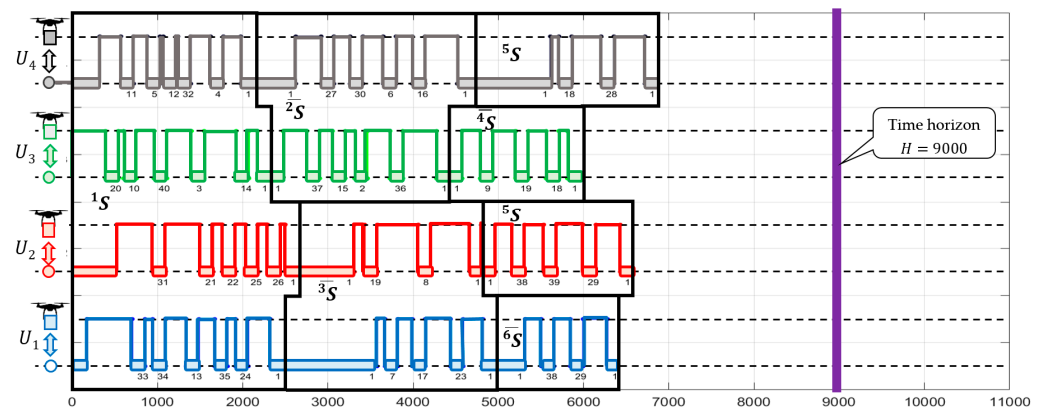 U₄
11 5 12 32 4 1 1 27 30 6 16 1 1 18 28 1
⁵S
²S̅
⁴S̅
U₃
20 10 40 3 14 1 1 37 15 2 36 1 1 9 19 18 1
Time horizon
H = 9000
¹S
⁵S
U₂
31 21 22 25 26 1 1 19 8 1 1 38 39 29 1
³S̅
U₁
33 34 13 35 24 1 1 7 17 23 1 1 38 29 1
⁶S̅
0 1000 2000 3000 4000 5000 6000 7000 8000 9000 10000 11000